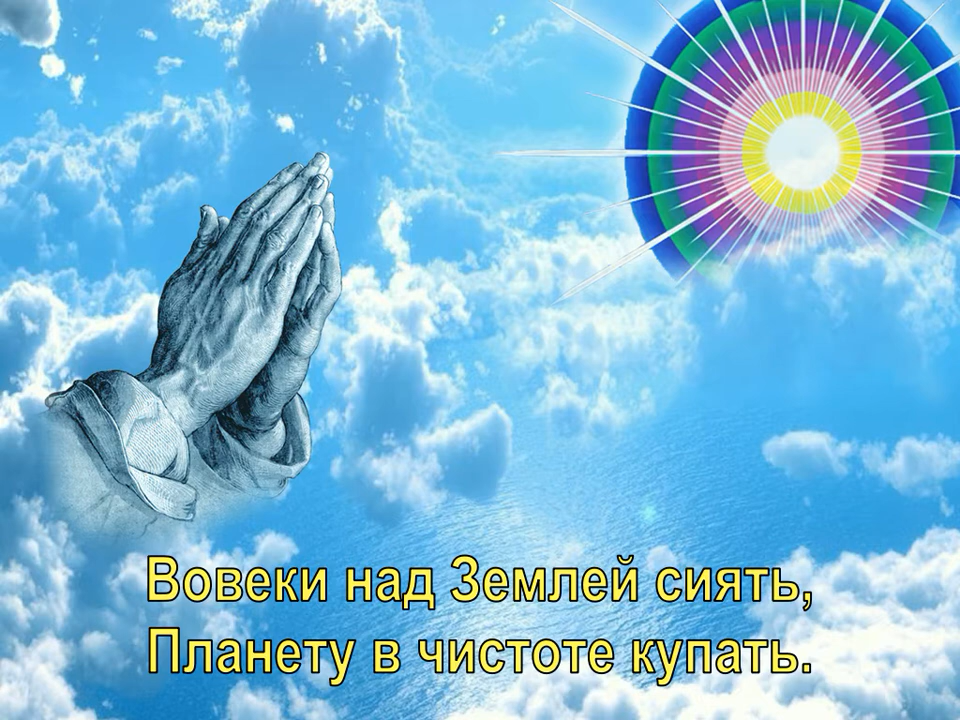 Вовеки над Землей сиять,
Планету в чистоте купать.